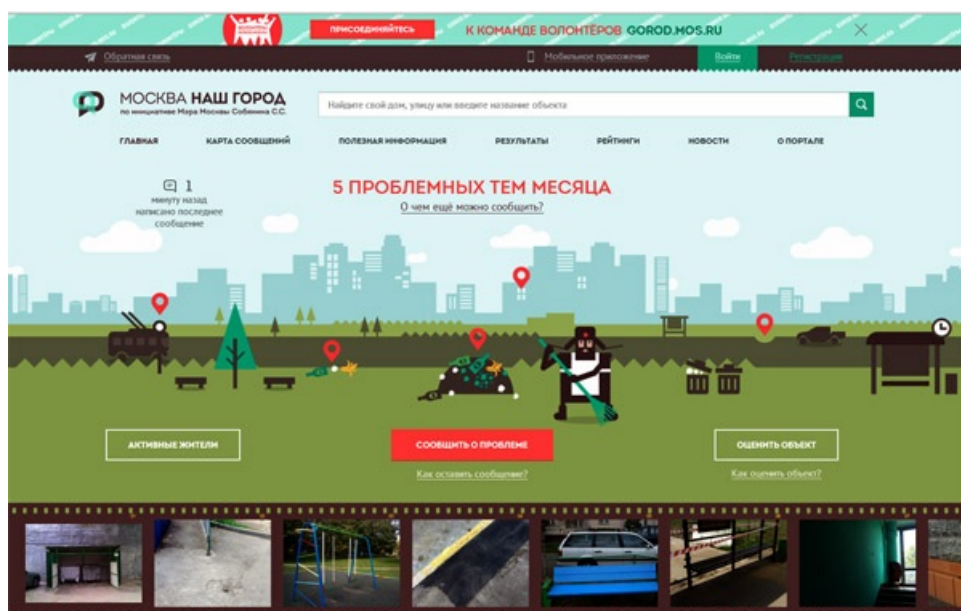 ПРИСОЕДИНЯЙТЕСЬ
К КОМАНДЕ ВОЛОНТЁРОВ GOROD.MOS.RU
Обратная связь
Мобильное приложение
Войти
Регистрация
МОСКВА НАШ ГОРОД
по инициативе Мэра Москвы Собянина С.С.
Найдите свой дом, улицу или введите название объекта
ГЛАВНАЯ
КАРТА СООБЩЕНИЙ
ПОЛЕЗНАЯ ИНФОРМАЦИЯ
РЕЗУЛЬТАТЫ
РЕЙТИНГИ
НОВОСТИ
О ПОРТАЛЕ
1
минуту назад
написано последнее
сообщение
5 ПРОБЛЕМНЫХ ТЕМ МЕСЯЦА
О чем ещё можно сообщить?
АКТИВНЫЕ ЖИТЕЛИ
СООБЩИТЬ О ПРОБЛЕМЕ
ОЦЕНИТЬ ОБЪЕКТ
Как оставить сообщение?
Как оценить объект?